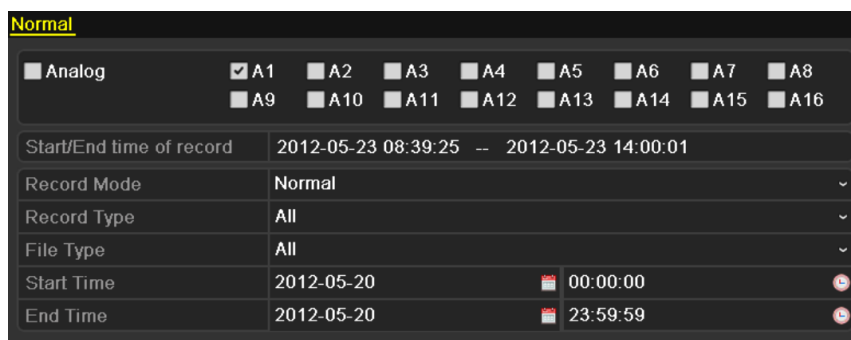 Normal
Analog A1 A2 A3 A4 A5 A6 A7 A8
A9 A10 A11 A12 A13 A14 A15 A16
Start/End time of record 2012-05-23 08:39:25 -- 2012-05-23 14:00:01
Record Mode Normal
Record Type All
File Type All
Start Time 2012-05-20 00:00:00
End Time 2012-05-20 23:59:59